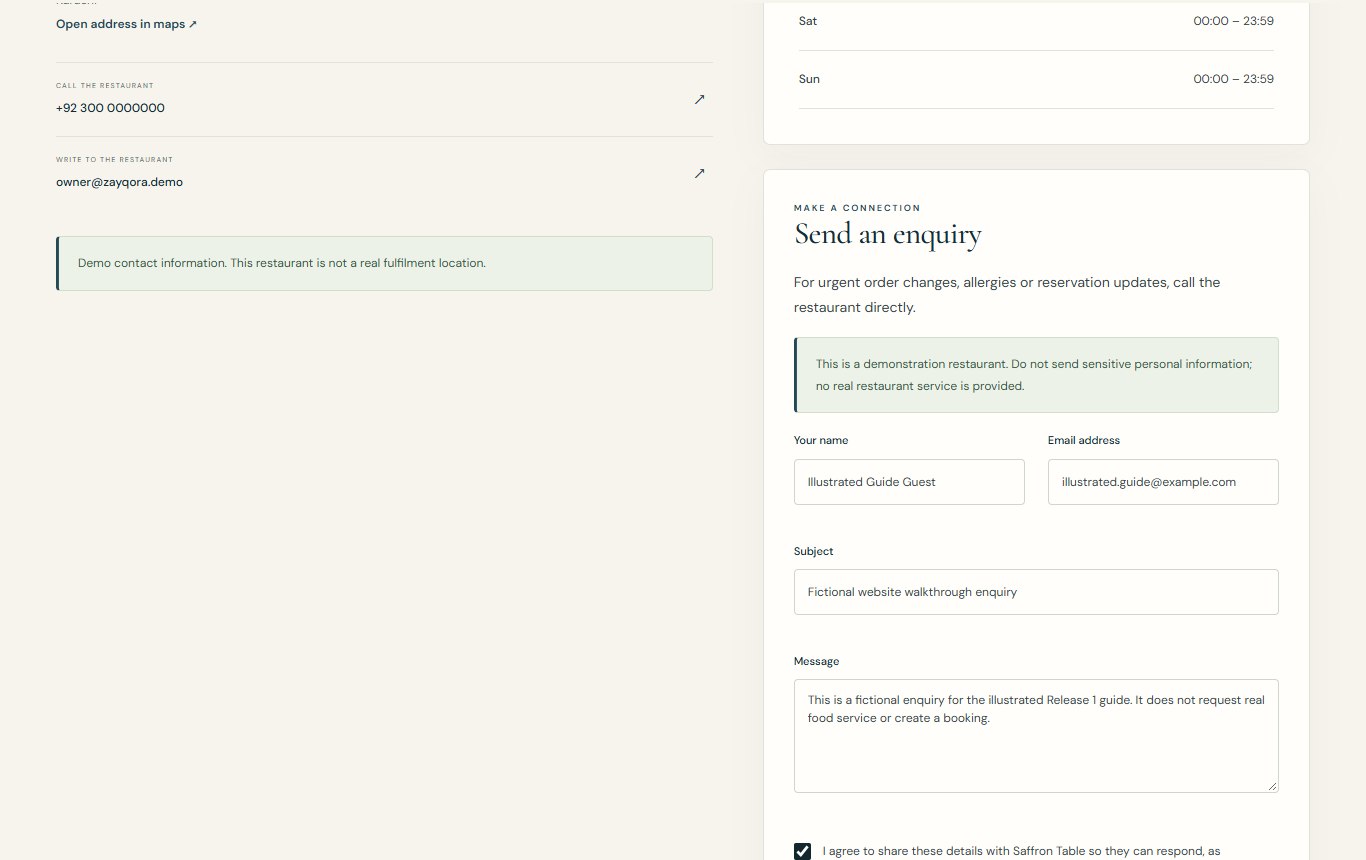 Open address in maps ↗
CALL THE RESTAURANT
+92 300 0000000
↗
WRITE TO THE RESTAURANT
owner@zayqora.demo
↗
Demo contact information. This restaurant is not a real fulfilment location.
Sat 00:00 – 23:59
Sun 00:00 – 23:59
MAKE A CONNECTION
Send an enquiry
For urgent order changes, allergies or reservation updates, call the
restaurant directly.
This is a demonstration restaurant. Do not send sensitive personal information;
no real restaurant service is provided.
Your name Email address
Illustrated Guide Guest illustrated.guide@example.com
Subject
Fictional website walkthrough enquiry
Message
This is a fictional enquiry for the illustrated Release 1 guide. It does not request real
food service or create a booking.
I agree to share these details with Saffron Table so they can respond, as